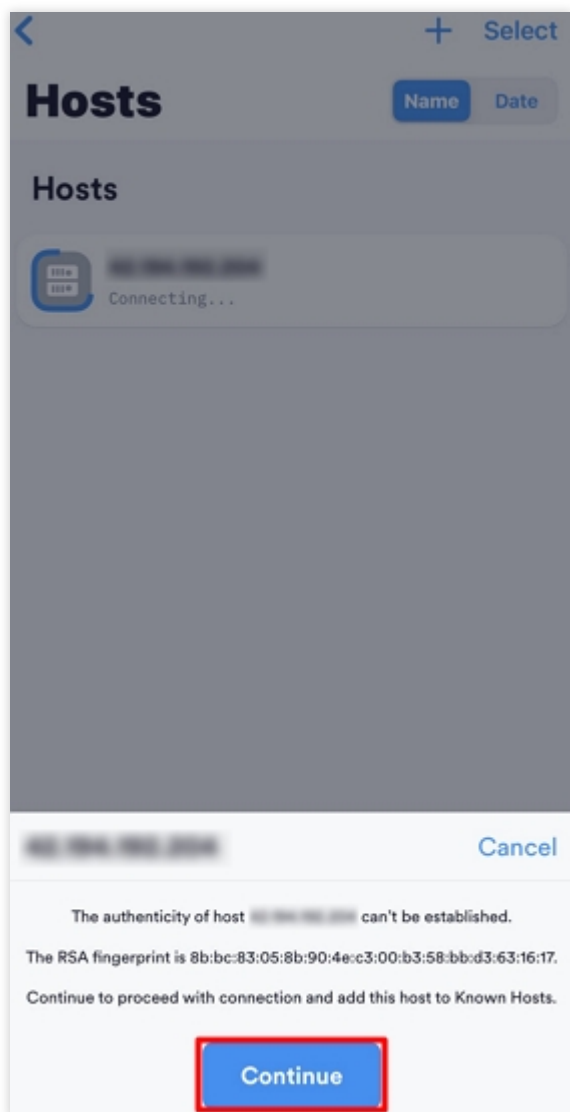 + Select
Hosts
Name Date
Hosts
Connecting...
Cancel
The authenticity of host can't be established.
The RSA fingerprint is 8b:bc:83:05:8b:90:4e:c3:00:b3:58:bb:d3:63:16:17.
Continue to proceed with connection and add this host to Known Hosts.
Continue